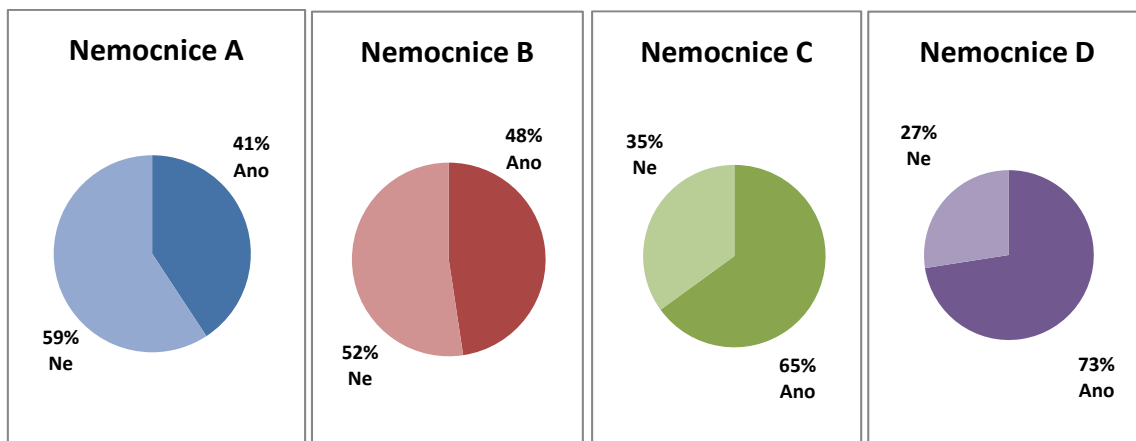 Nemocnice A
41%
Ano
59%
Ne
Nemocnice B
48%
Ano
52%
Ne
Nemocnice C
35%
Ne
65%
Ano
Nemocnice D
27%
Ne
73%
Ano